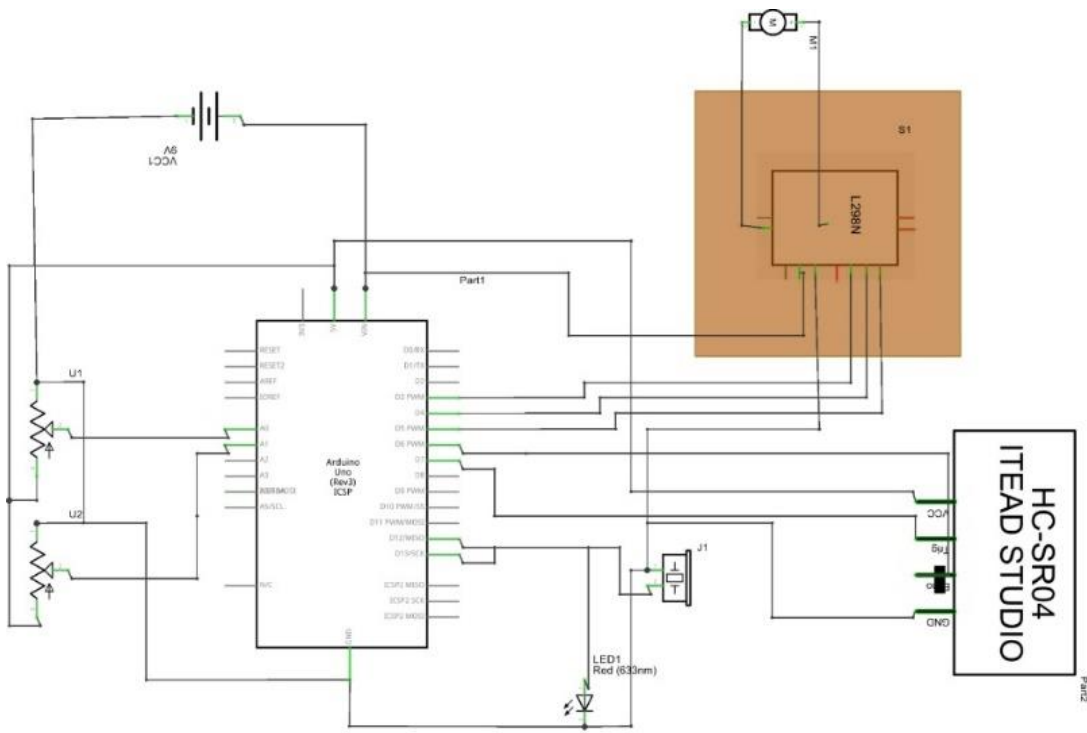 M
M1
S1
L298N
VCC1
9V
Part1
3V3
5V
VIN
RESET
RESET2
AREF
IOREF
A0
A1
A2
A3
A5/SCL
N/C
D0/RX
D1/TX
D2
D3 PWM
D4
D5 PWM
D6 PWM
D7
D8
D9 PWM
D10 PWM/SS
D11 PWM/MOSI
D12/MISO
D13/SCK
ICSP2 MISO
ICSP2 SCK
ICSP2 MOSI
GND
Arduino
Uno
(Rev3)
ICSP
U1
U2
J1
LED1
Red (633nm)
VCC
Trig
GND
HC-SR04
ITEAD STUDIO
Part2